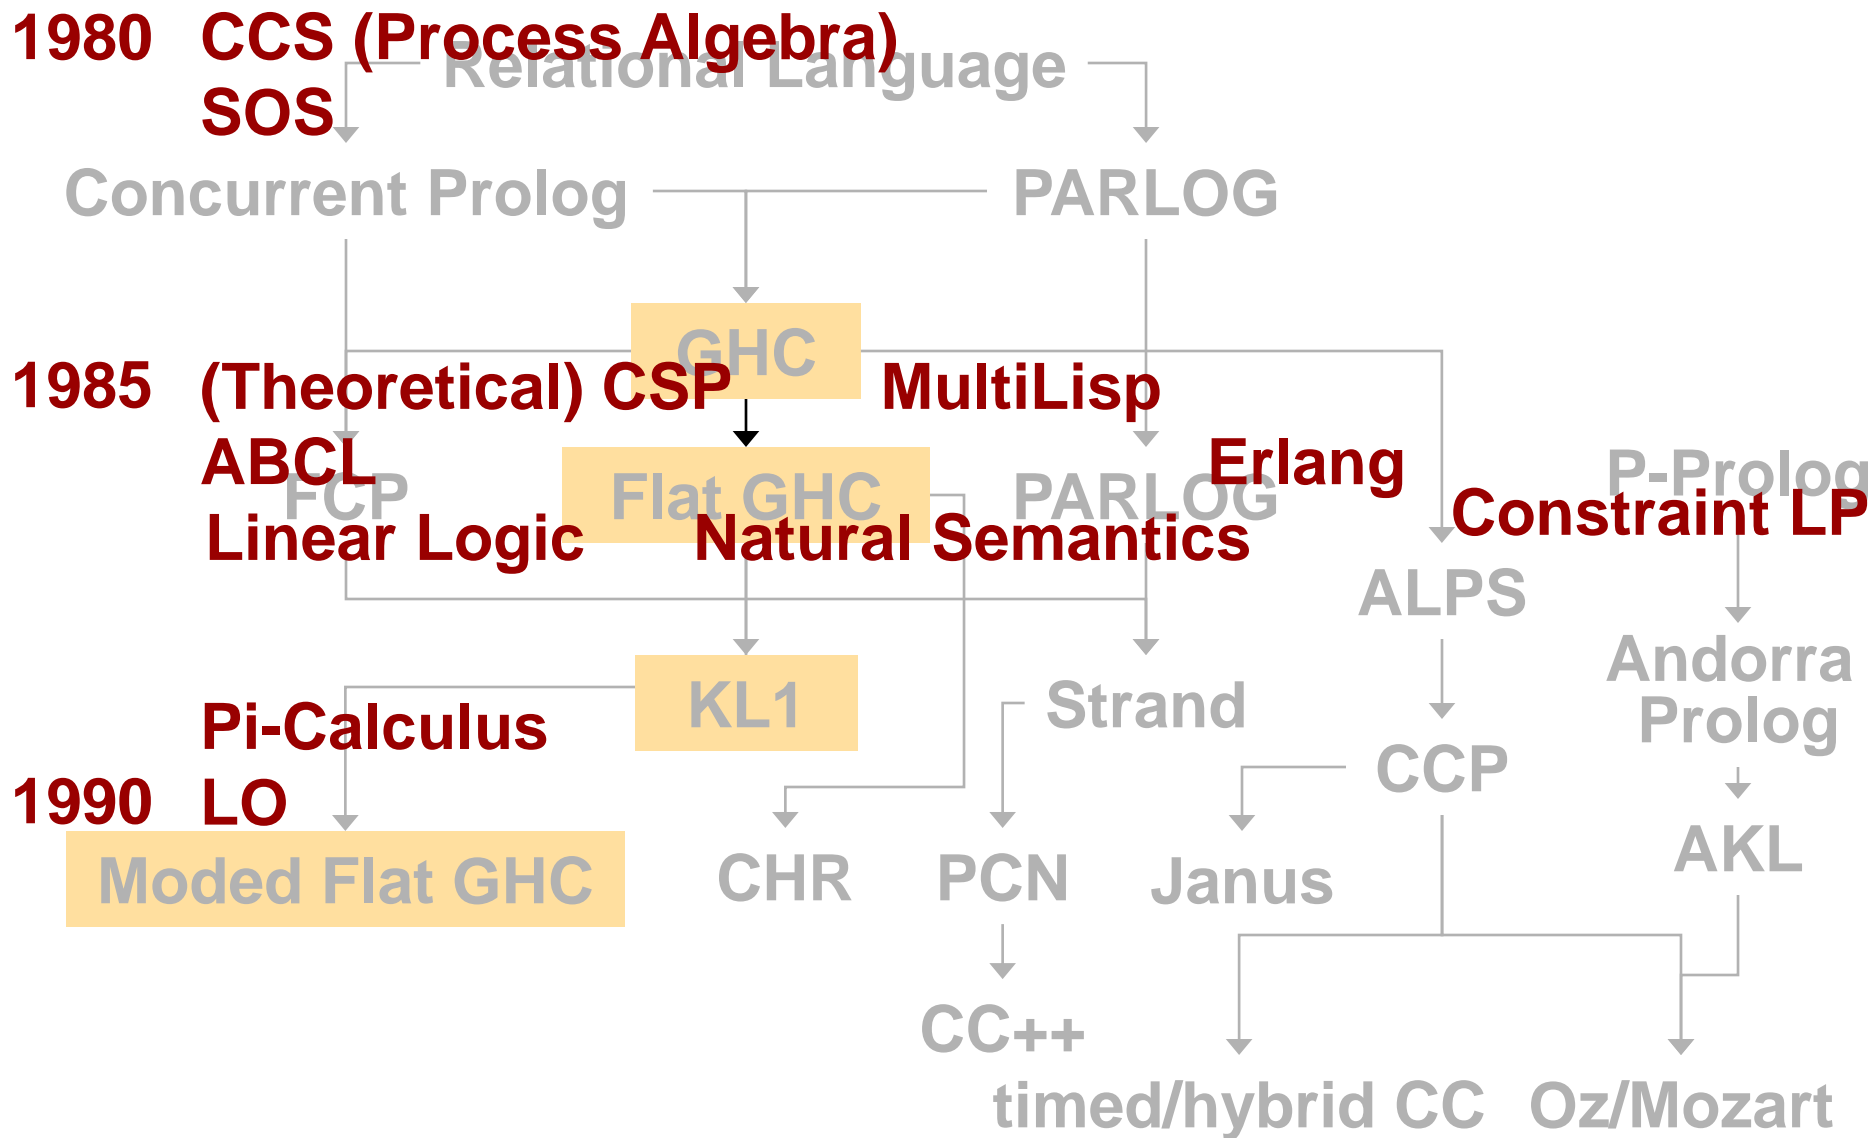 1980 CCS (Process Algebra)
Relational Language
SOS
Concurrent Prolog PARLOG
GHC
1985 (Theoretical) CSP MultiLisp
ABCL Erlang
FCP Flat GHC PARLOG P-Prolog
Constraint LP
Linear Logic Natural Semantics
ALPS
Andorra
Prolog
KL1 Strand
Pi-Calculus
CCP
1990 LO
AKL
Moded Flat GHC CHR PCN Janus
CC++
timed/hybrid CC Oz/Mozart